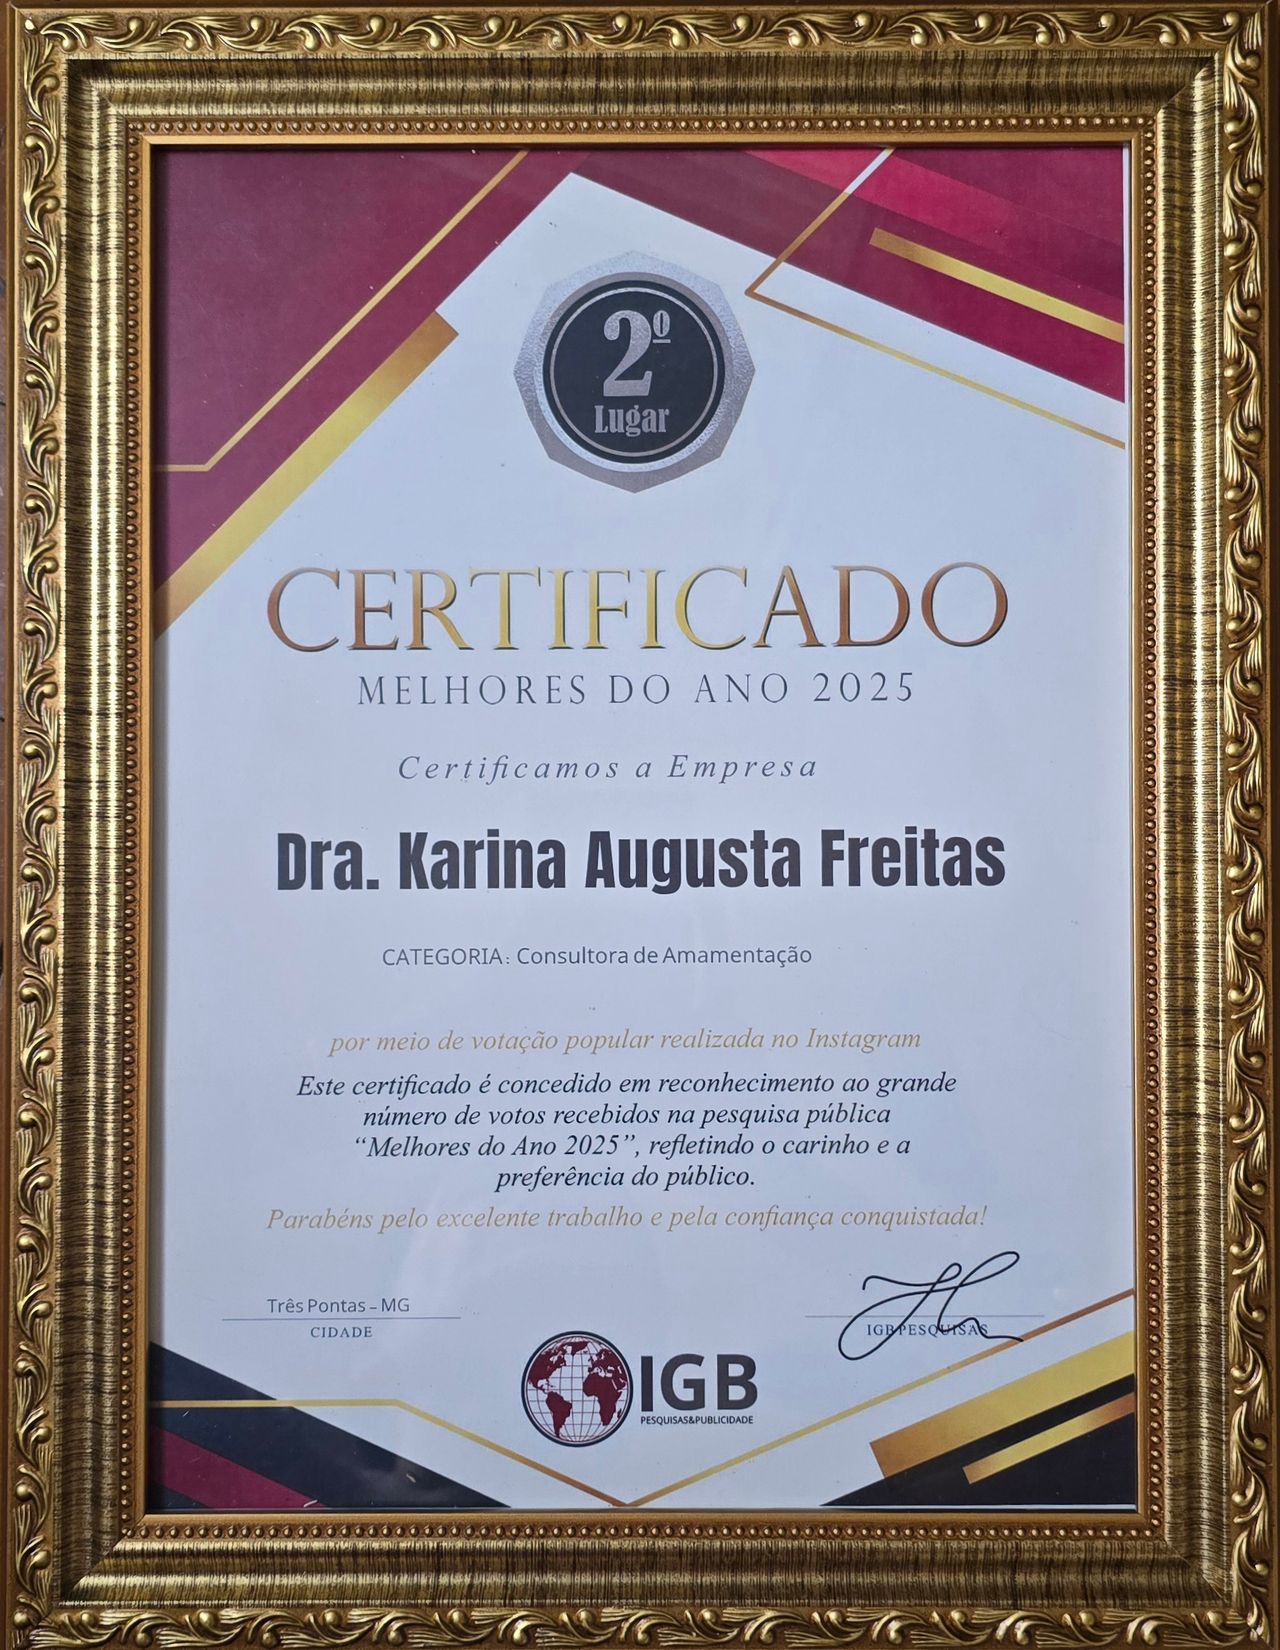 2º
Lugar
CERTIFICADO
MELHORES DO ANO 2025
Certificamos a Empresa
Dra. Karina Augusta Freitas
CATEGORIA: Consultora de Amamentação
por meio de votação popular realizada no Instagram
Este certificado é concedido em reconhecimento ao grande
número de votos recebidos na pesquisa pública
“Melhores do Ano 2025”, refletindo o carinho e a
preferência do público.
Parabéns pelo excelente trabalho e pela confiança conquistada!
Três Pontas – MG
CIDADE
IGB PESQUISAS
IGB
PESQUISAS&PUBLICIDADE